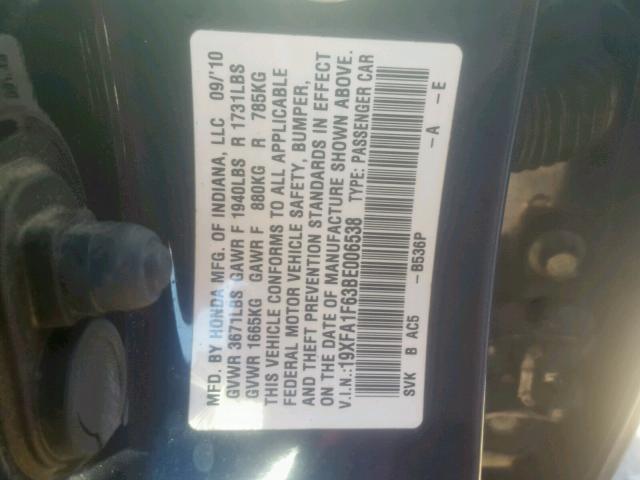 MFD. BY HONDA MFG. OF INDIANA, LLC 09/'10
GVWR 3671LBS GAWR F 1940LBS R 1731LBS
GVWR 1665KG GAWR F 880KG R 785KG
THIS VEHICLE CONFORMS TO ALL APPLICABLE
FEDERAL MOTOR VEHICLE SAFETY, BUMPER,
AND THEFT PREVENTION STANDARDS IN EFFECT
ON THE DATE OF MANUFACTURE SHOWN ABOVE.
V.I.N.:19XFA1F63BE006538 TYPE: PASSENGER CAR
SVK B AC5 -B536P -A -E